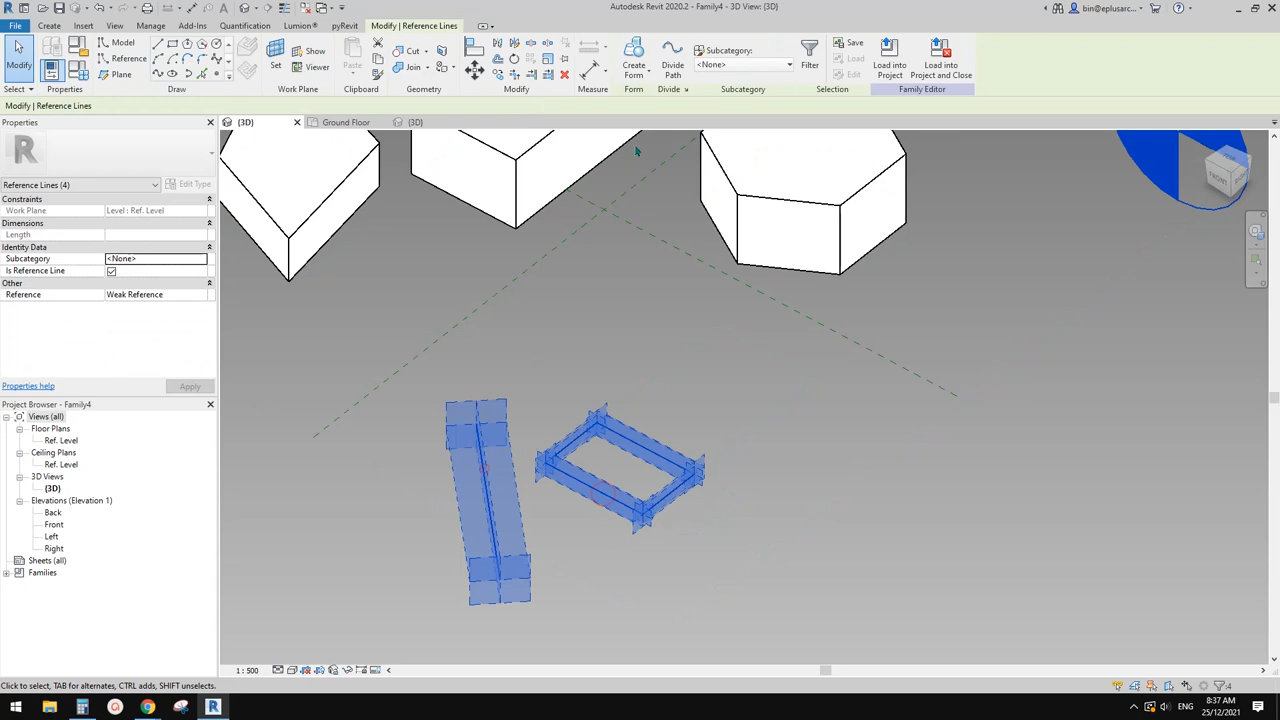 Autodesk Revit 2020.2 - Family4 - 3D View: {3D}
bin@eplusarc...
File Create Insert View Manage Add-Ins Quantification Lumion® pyRevit Modify | Reference Lines
Modify Model Reference Plane Set Show Viewer Paste Cut Join Create Form Divide Path Subcategory: <None> Filter Save Load Edit Load into Project Load into Project and Close
Select Properties Draw Work Plane Clipboard Geometry Modify Measure Form Divide Subcategory Selection Family Editor
Modify | Reference Lines
Properties
{3D} Ground Floor {3D}
R
FRONT
Reference Lines (4) Edit Type
Constraints
Work Plane Level : Ref. Level
Dimensions
Length
Identity Data
Subcategory <None>
Is Reference Line
Other
Reference Weak Reference
Properties help Apply
Project Browser - Family4
Views (all)
Floor Plans
Ref. Level
Ceiling Plans
Ref. Level
3D Views
{3D}
Elevations (Elevation 1)
Back
Front
Left
Right
Sheets (all)
Families
1 : 500
Click to select, TAB for alternates, CTRL adds, SHIFT unselects.
:4
R
ENG
8:37 AM
25/12/2021